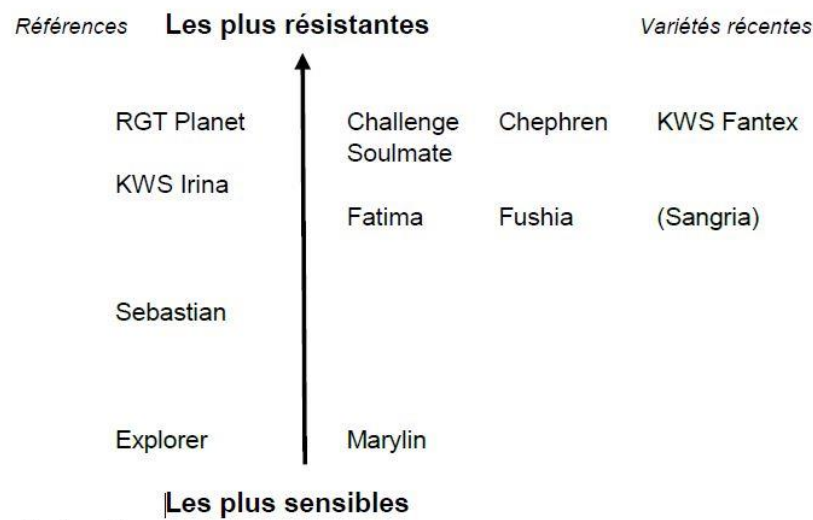 Références Les plus résistantes Variétés récentes
RGT Planet Challenge Chephren KWS Fantex
Soulmate
KWS Irina
Fatima Fushia (Sangria)
Sebastian
Explorer Marylin
Les plus sensibles